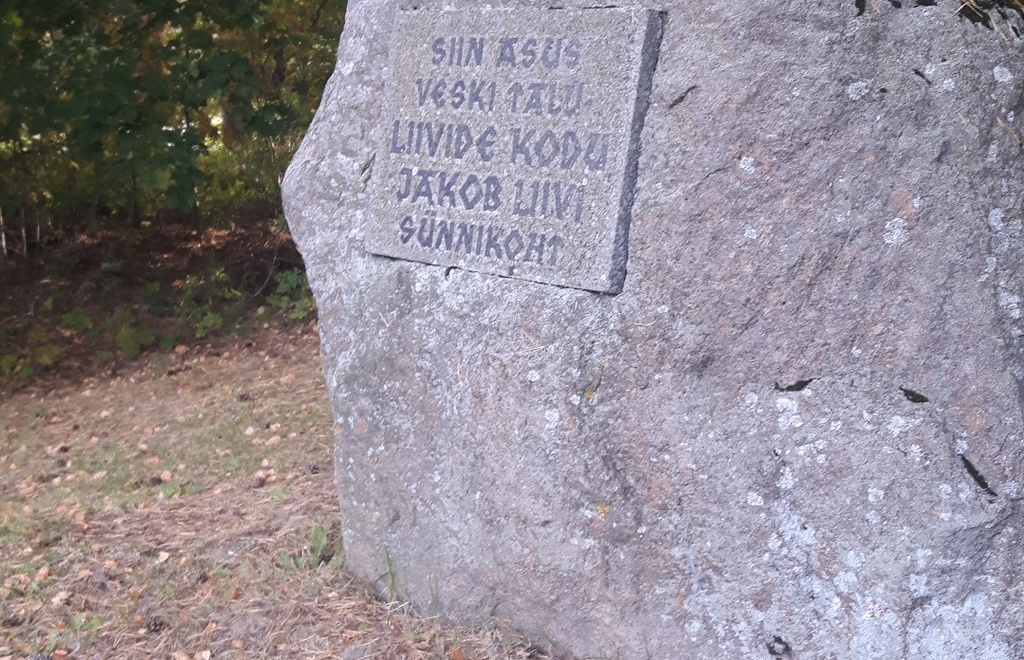 SIIN ASUS
VESKI TALU-
LIIVIDE KODU
JAKOB LIIVI
SÜNNIKOHT